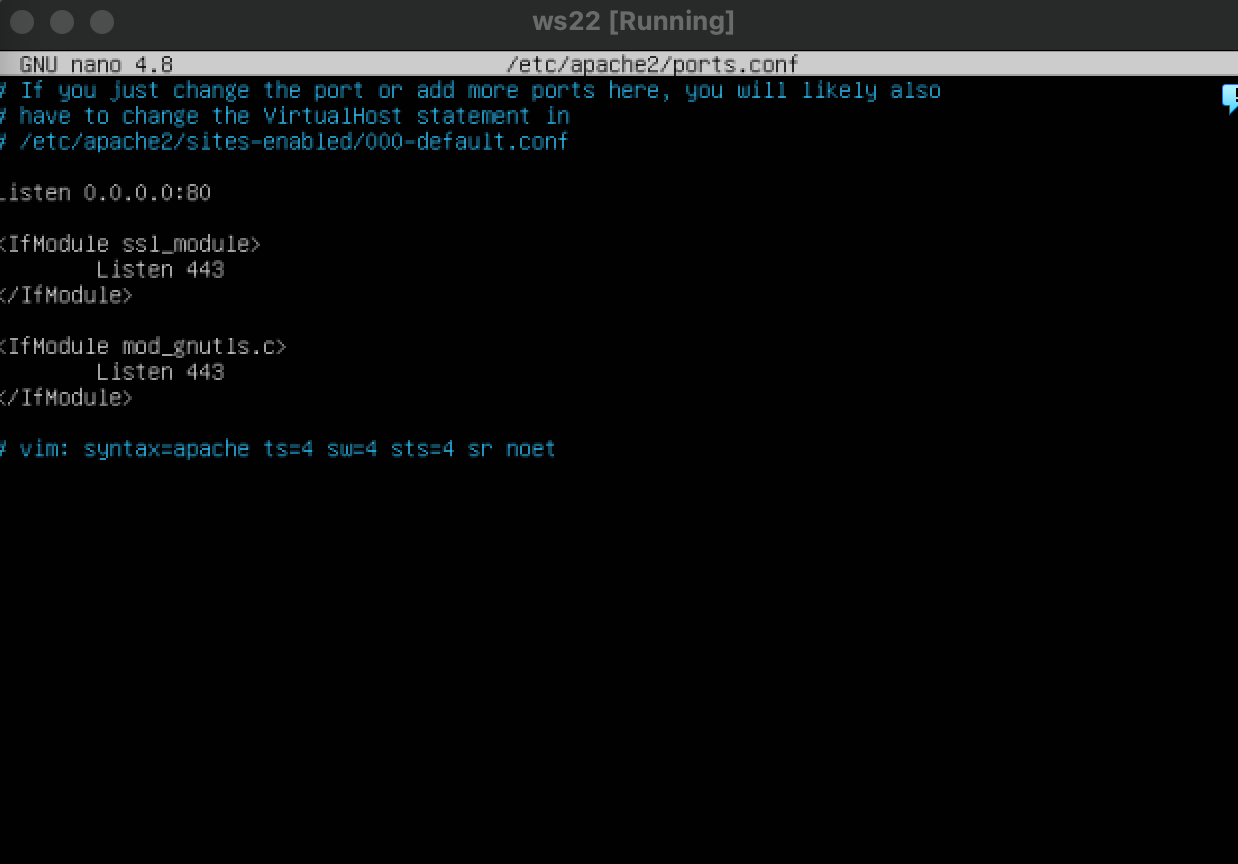 ws22 [Running]
GNU nano 4.8 /etc/apache2/ports.conf
# If you just change the port or add more ports here, you will likely also
# have to change the VirtualHost statement in
# /etc/apache2/sites-enabled/000-default.conf
Listen 0.0.0.0:80
<IfModule ssl_module>
Listen 443
</IfModule>
<IfModule mod_gnutls.c>
Listen 443
</IfModule>
# vim: syntax=apache ts=4 sw=4 sts=4 sr noet